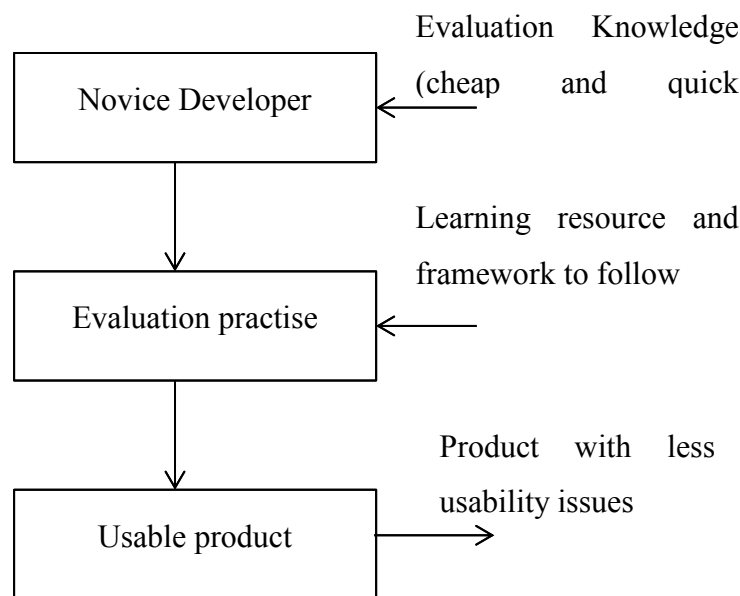 Evaluation Knowledge
(cheap and quick
Novice Developer
Learning resource and
framework to follow
Evaluation practise
Product with less
usability issues
Usable product